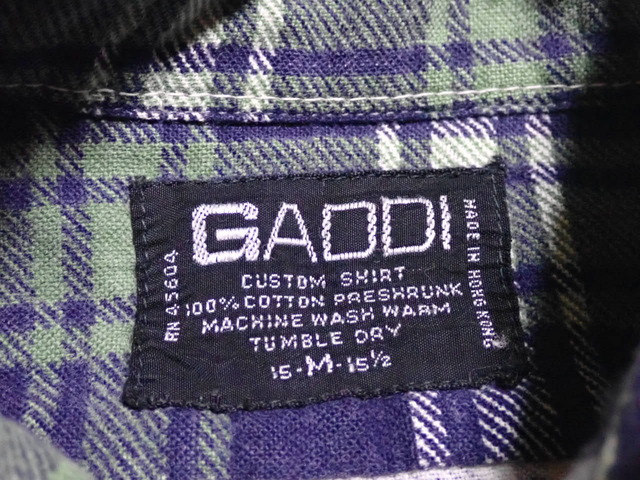 GADDI
CUSTOM SHIRT
100% COTTON PRESHRUNK
MACHINE WASH WARM
TUMBLE DRY
15-M-15½
RN 45604
MADE IN HONG KONG